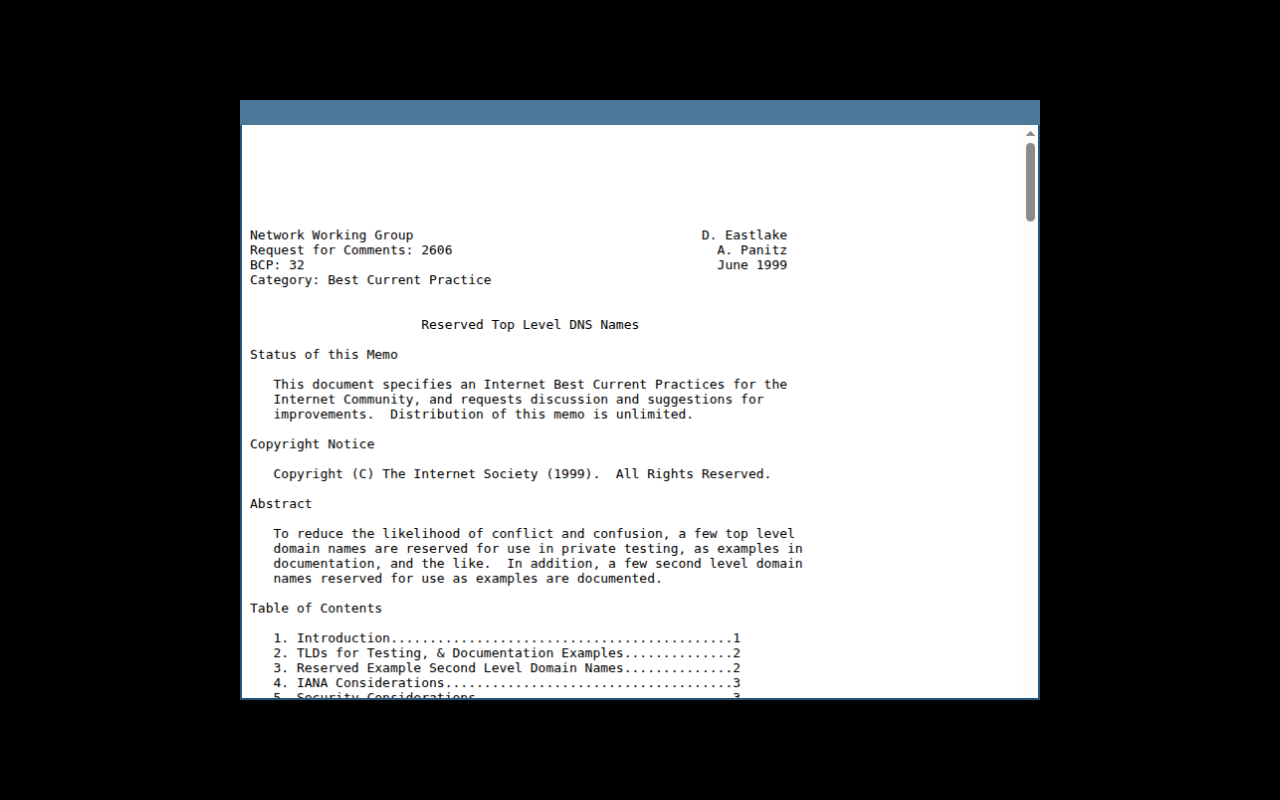 Network Working Group                                     D. Eastlake
Request for Comments: 2606                                  A. Panitz
BCP: 32                                                     June 1999
Category: Best Current Practice
Reserved Top Level DNS Names
Status of this Memo
This document specifies an Internet Best Current Practices for the
Internet Community, and requests discussion and suggestions for
improvements.  Distribution of this memo is unlimited.
Copyright Notice
Copyright (C) The Internet Society (1999).  All Rights Reserved.
Abstract
To reduce the likelihood of conflict and confusion, a few top level
domain names are reserved for use in private testing, as examples in
documentation, and the like.  In addition, a few second level domain
names reserved for use as examples are documented.
Table of Contents
1. Introduction............................................1
2. TLDs for Testing, & Documentation Examples..............2
3. Reserved Example Second Level Domain Names..............2
4. IANA Considerations.....................................3
5. Security Considerations.................................3